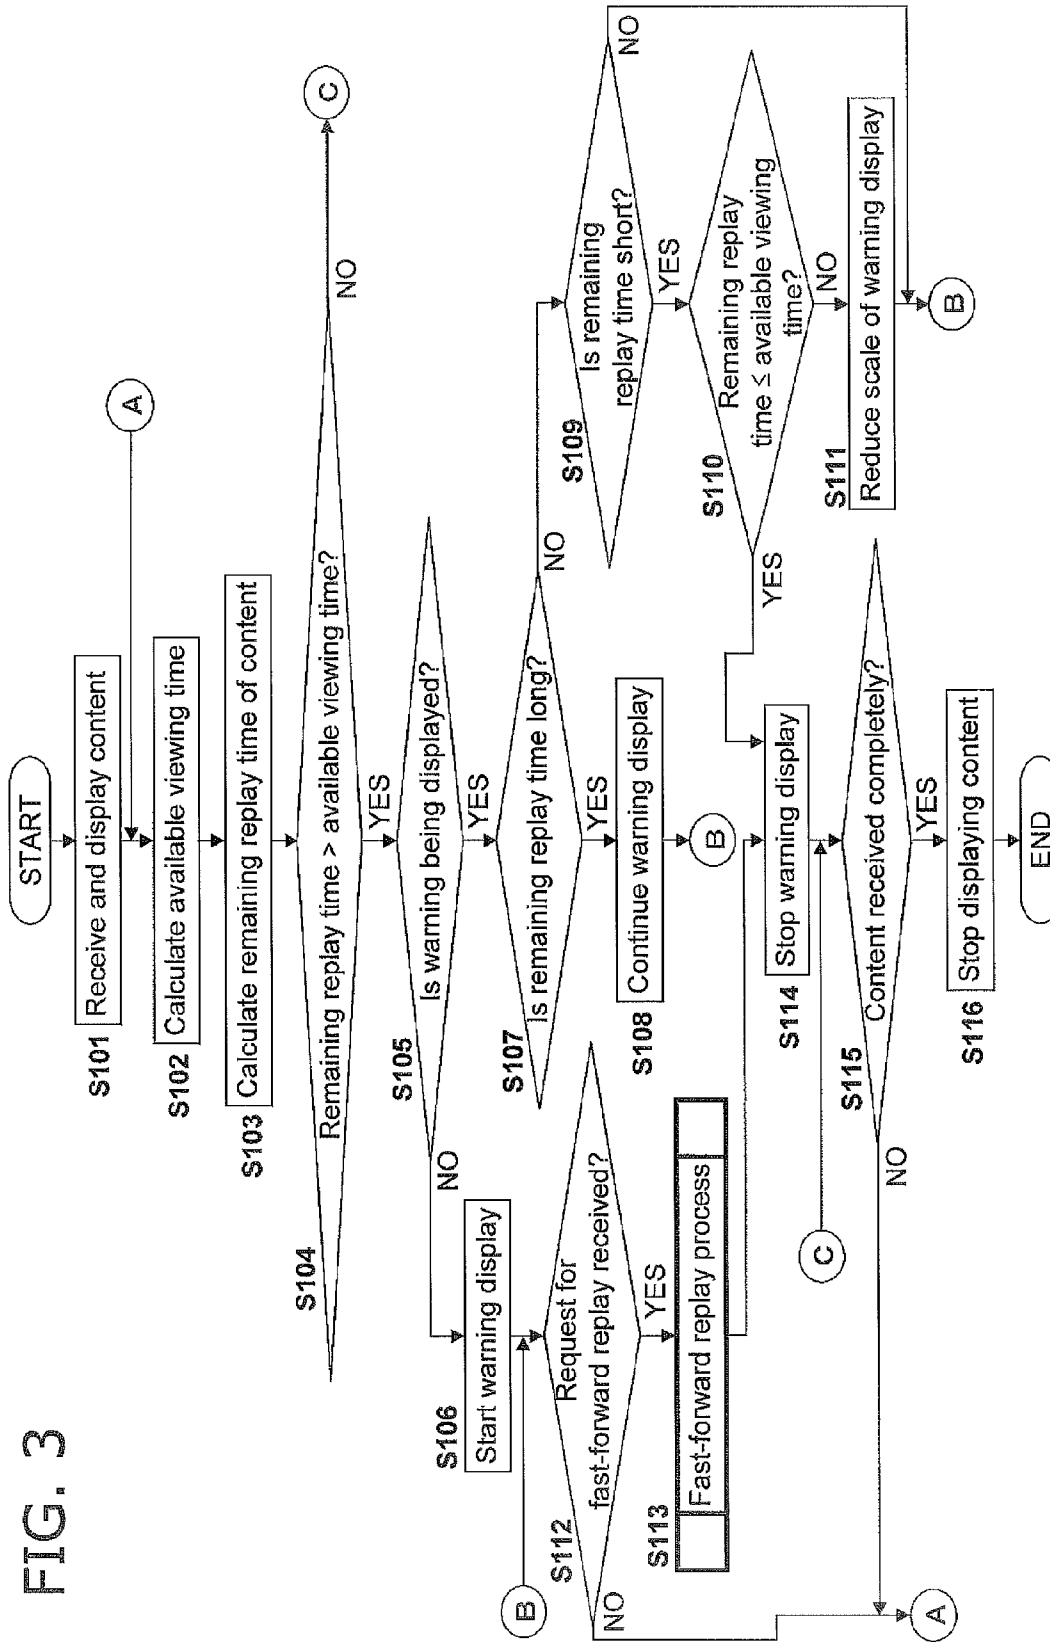 FIG. 3
START
S101
Receive and display content
A
S102
Calculate available viewing time
S103
Calculate remaining replay time of content
S104
Remaining replay time > available viewing time?
NO
C
YES
S105
Is warning being displayed?
NO
YES
S106
Start warning display
S107
Is remaining replay time long?
NO
YES
S108
Continue warning display
B
S109
Is remaining
replay time short?
NO
YES
S110
Remaining replay
time ≤ available viewing
time?
YES
NO
S111
Reduce scale of warning display
B
B
S112
Request for
fast-forward replay received?
NO
YES
S113
Fast-forward replay process
S114
Stop warning display
C
S115
Content received completely?
NO
YES
A
S116
Stop displaying content
END